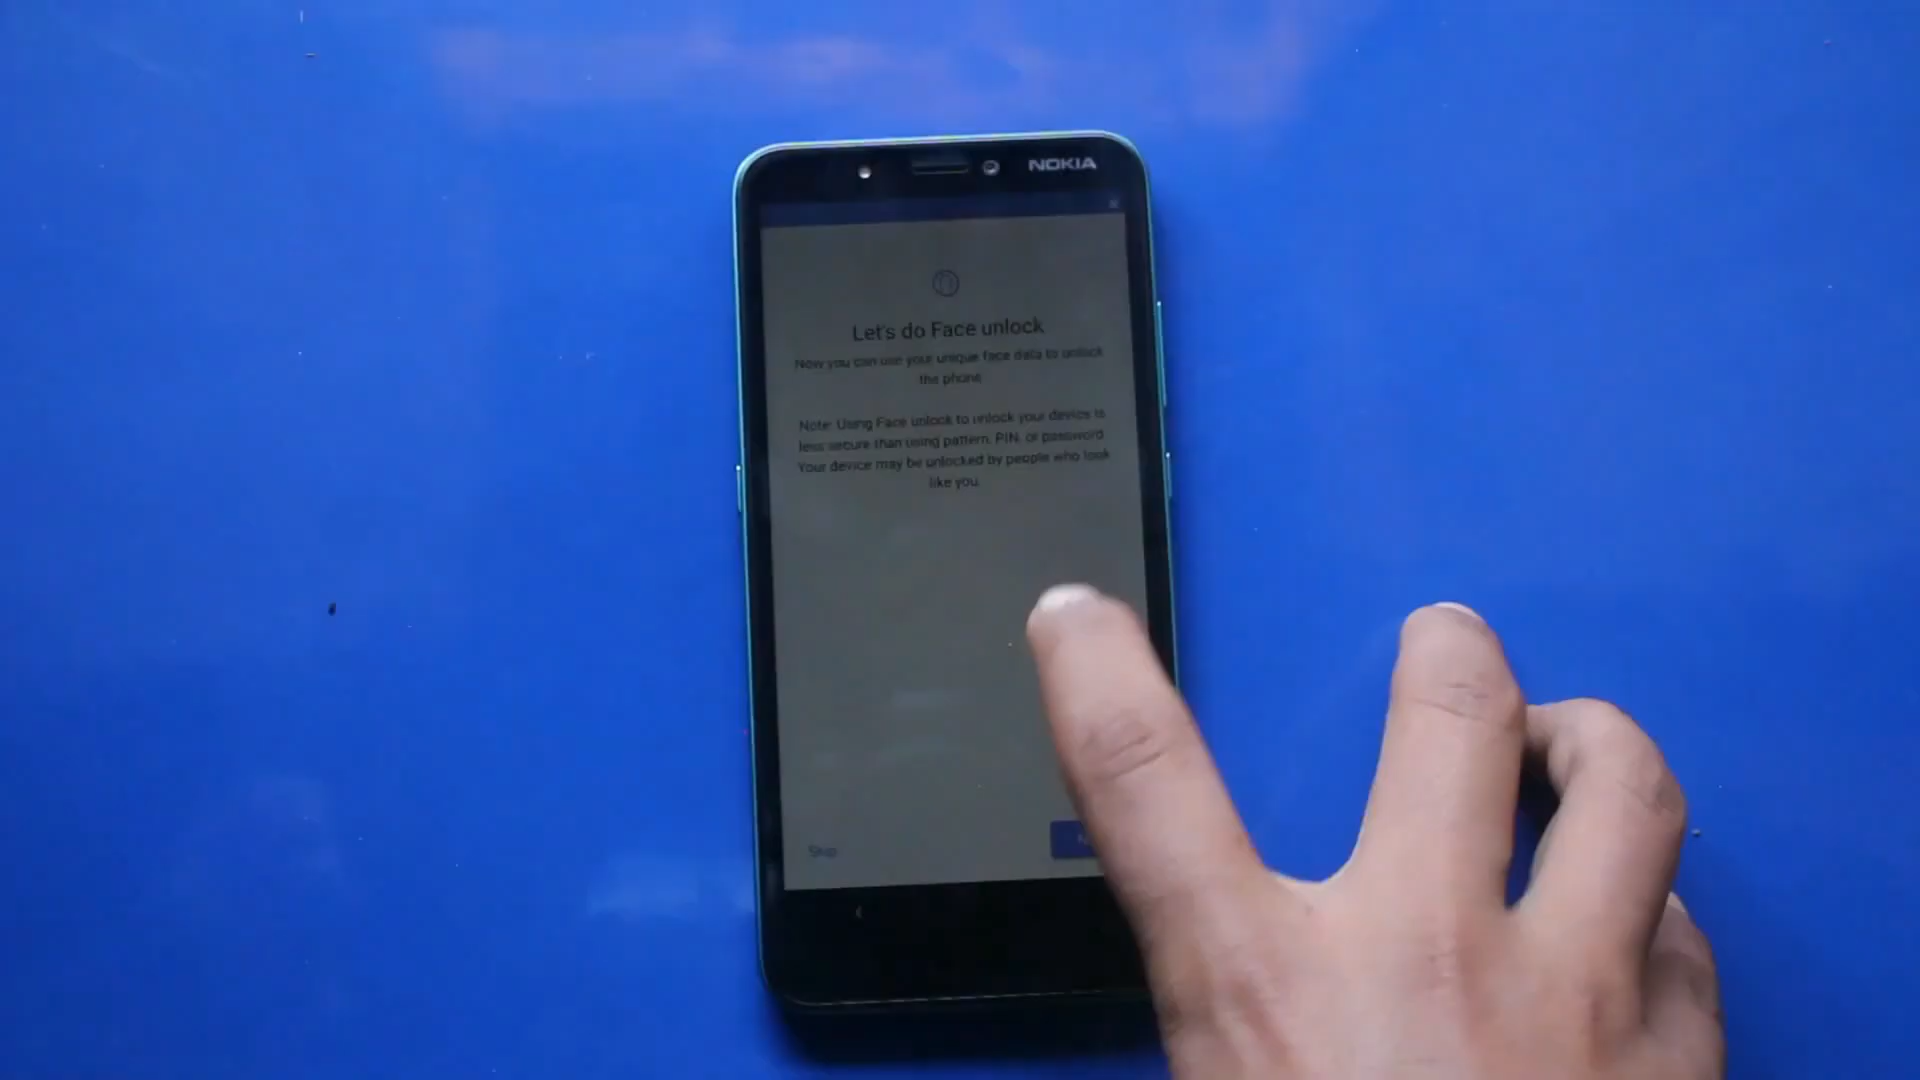 NOKIA
Let's do Face unlock
Now you can use your unique face data to unlock
the phone
Note: Using Face unlock to unlock your device is
less secure than using pattern, PIN, or password.
Your device may be unlocked by people who look
like you.
Skip